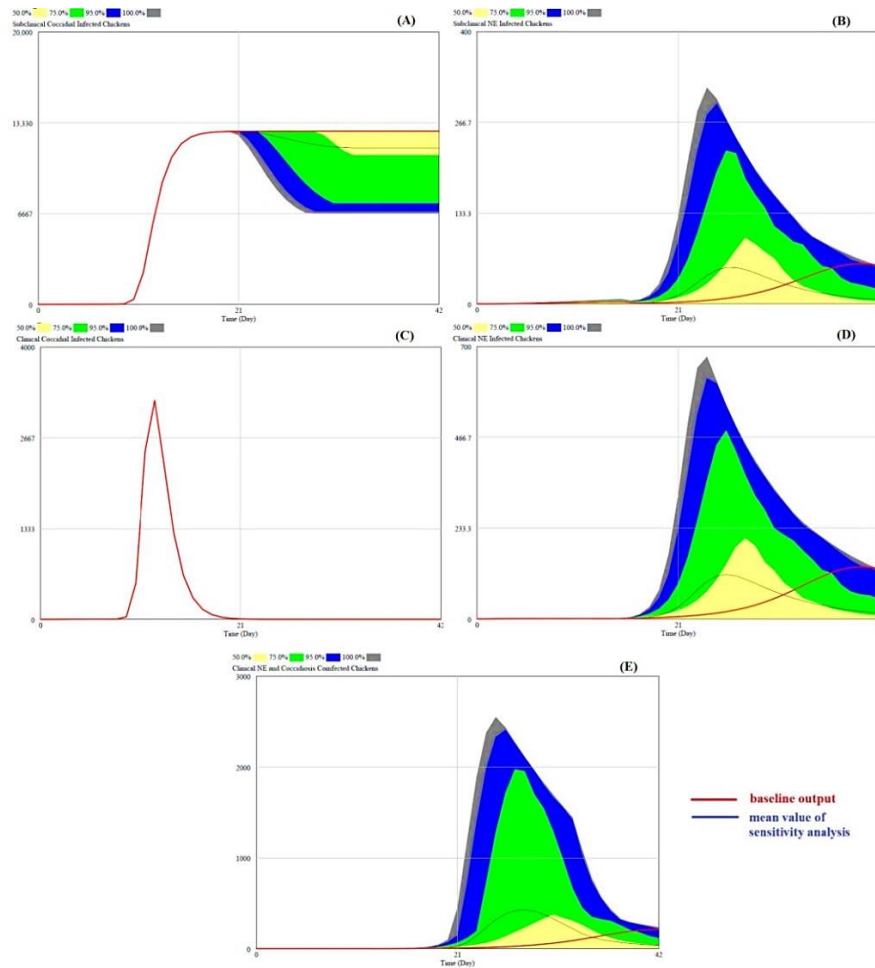 50.0% 75.0% 95.0% 100.0%
Subclinical Coccidial Infected Chickens
(A)
20,000
13,330
6667
0
0 21 42
Time (Day)
50.0% 75.0% 95.0% 100.0%
Subclinical NE Infected Chickens
(B)
400
266.7
133.3
0
0 21
Time (Day)
50.0% 75.0% 95.0% 100.0%
Clinical Coccidial Infected Chickens
(C)
4000
2667
1333
0
0 21 42
Time (Day)
50.0% 75.0% 95.0% 100.0%
Clinical NE Infected Chickens
(D)
700
466.7
233.3
0
0 21
Time (Day)
50.0% 75.0% 95.0% 100.0%
Clinical NE and Coccidiosis Coinfected Chickens
(E)
3000
2000
1000
0
0 21 42
Time (Day)
baseline output
mean value of
sensitivity analysis